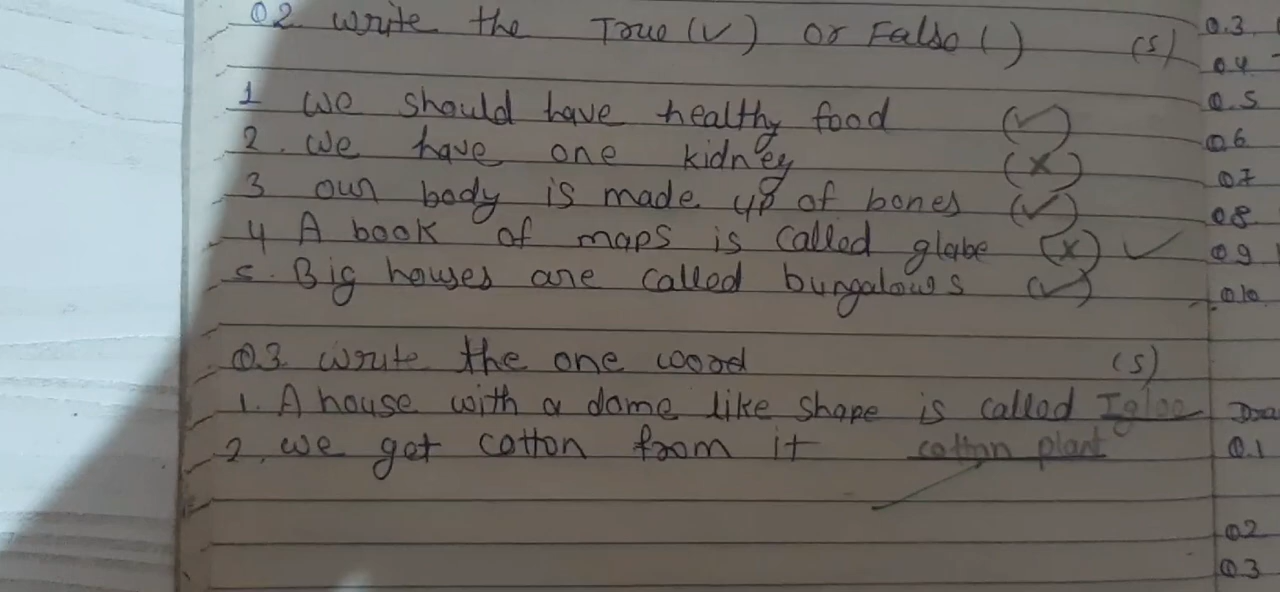 Q2 write the True (✓) or False ( ) (5)
1 we should have healthy food (✓)
2. we have one kidney (x)
3 our body is made up of bones (✓)
4 A book of maps is called globe (x) ✓
5. Big houses are called bungalows (✓)
Q.3 write the one word (5)
1. A house with a dome like shape is called Igloo
2. we get cotton from it cotton plant
Q.3
Q.4
Q.5
Q6
Q7
Q8
Q9
Q10
Q.1
Q2
Q3